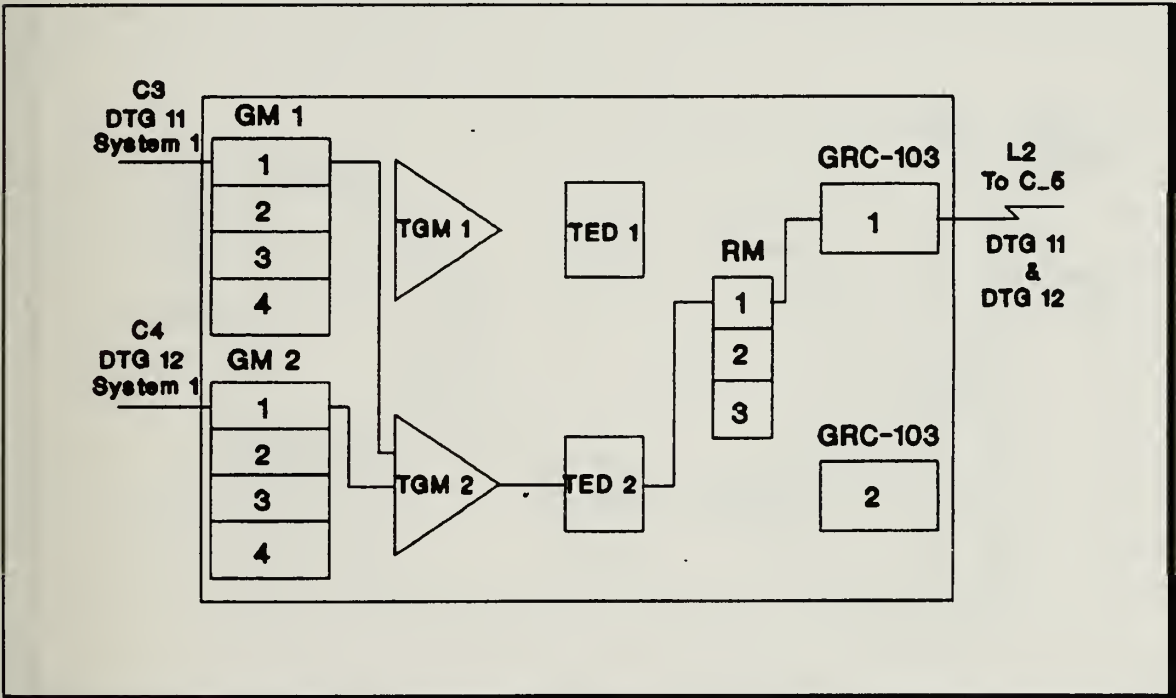 C3
DTG 11
System 1
GM 1
1
2
3
4
C4
DTG 12
System 1
GM 2
1
2
3
4
TGM 1
TGM 2
TED 1
TED 2
RM
1
2
3
GRC-103
1
GRC-103
2
L2
To C_5
DTG 11
&
DTG 12